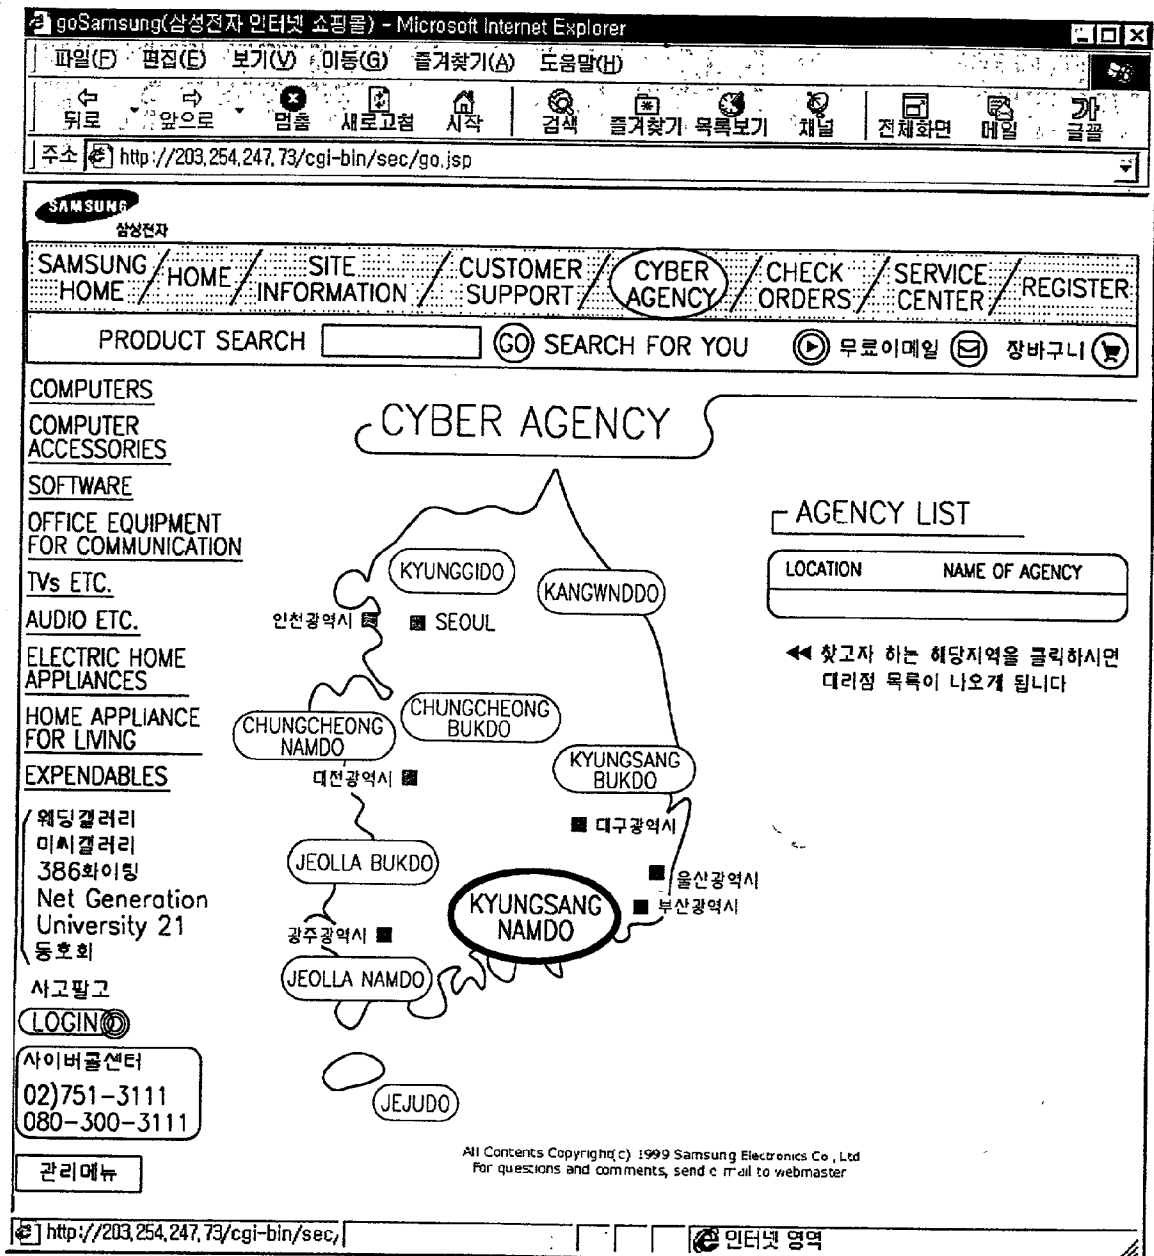 goSamsung(삼성전자 인터넷 쇼핑몰) - Microsoft Internet Explorer
파일(F) 편집(E) 보기(V) 이동(G) 즐겨찾기(A) 도움말(H)
뒤로 앞으로 멈춤 새로고침 시작 검색 즐겨찾기 목록보기 채널 전체화면 메일 글꼴
주소 http://203,254,247,73/cgi-bin/sec/go.jsp
SAMSUNG
삼성전자
SAMSUNG HOME / HOME / SITE INFORMATION / CUSTOMER SUPPORT / CYBER AGENCY / CHECK ORDERS / SERVICE CENTER / REGISTER
PRODUCT SEARCH GO SEARCH FOR YOU 무료이메일 장바구니
COMPUTERS
COMPUTER
ACCESSORIES
SOFTWARE
OFFICE EQUIPMENT
FOR COMMUNICATION
TVs ETC.
AUDIO ETC.
ELECTRIC HOME
APPLIANCES
HOME APPLIANCE
FOR LIVING
EXPENDABLES
웨딩갤러리
미씨갤러리
386화이팅
Net Generation
University 21
동호회
사고팔고
LOGIN
사이버콜센터
02)751-3111
080-300-3111
관리메뉴
CYBER AGENCY
KYUNGGIDO
KANGWNDDO
인천광역시
SEOUL
CHUNGCHEONG
NAMDO
CHUNGCHEONG
BUKDO
KYUNGSANG
BUKDO
대전광역시
대구광역시
JEOLLA BUKDO
울산광역시
KYUNGSANG
NAMDO
부산광역시
광주광역시
JEOLLA NAMDO
JEJUDO
AGENCY LIST
LOCATION NAME OF AGENCY
◀◀ 찾고자 하는 해당지역을 클릭하시면
대리점 목록이 나오게 됩니다
All Contents Copyright(c) 1999 Samsung Electronics Co., Ltd
For questions and comments, send e mail to webmaster
http://203,254,247,73/cgi-bin/sec/
인터넷 영역